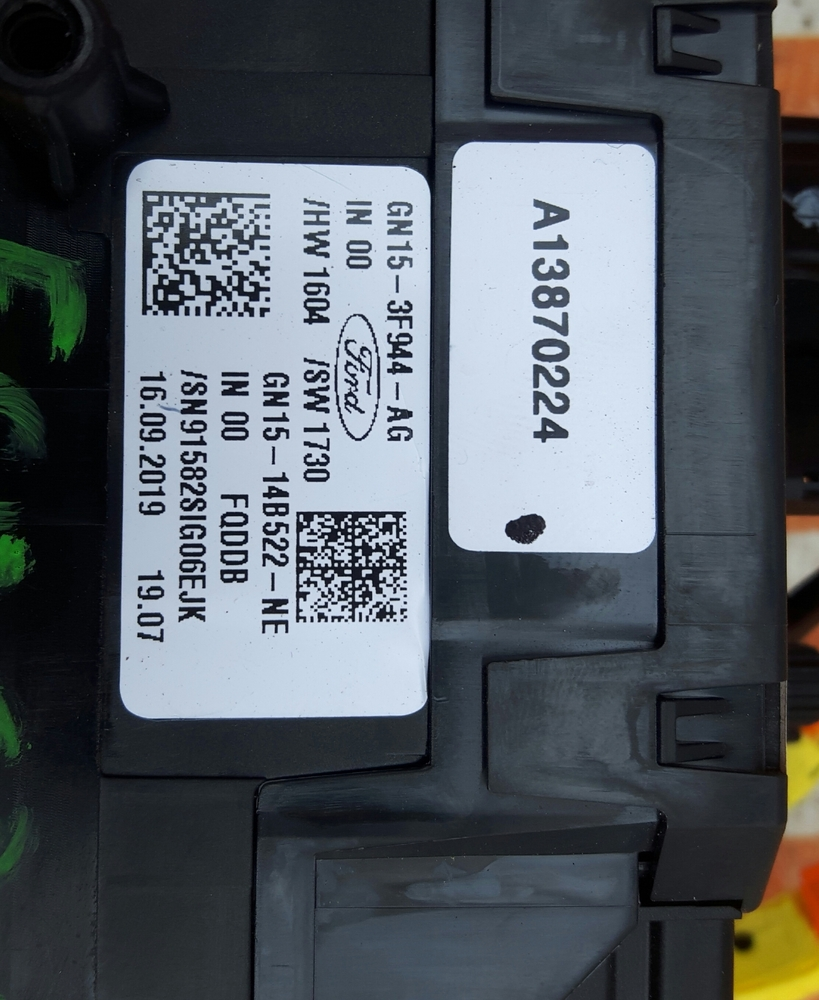 A13870224
GN15-3F944-AG
IN 00
Ford
/HW 1604 /SW 1730
GN15-14B522-NE
IN 00 FQDDB
/SN91582SIG06EJK
16.09.2019 19.07